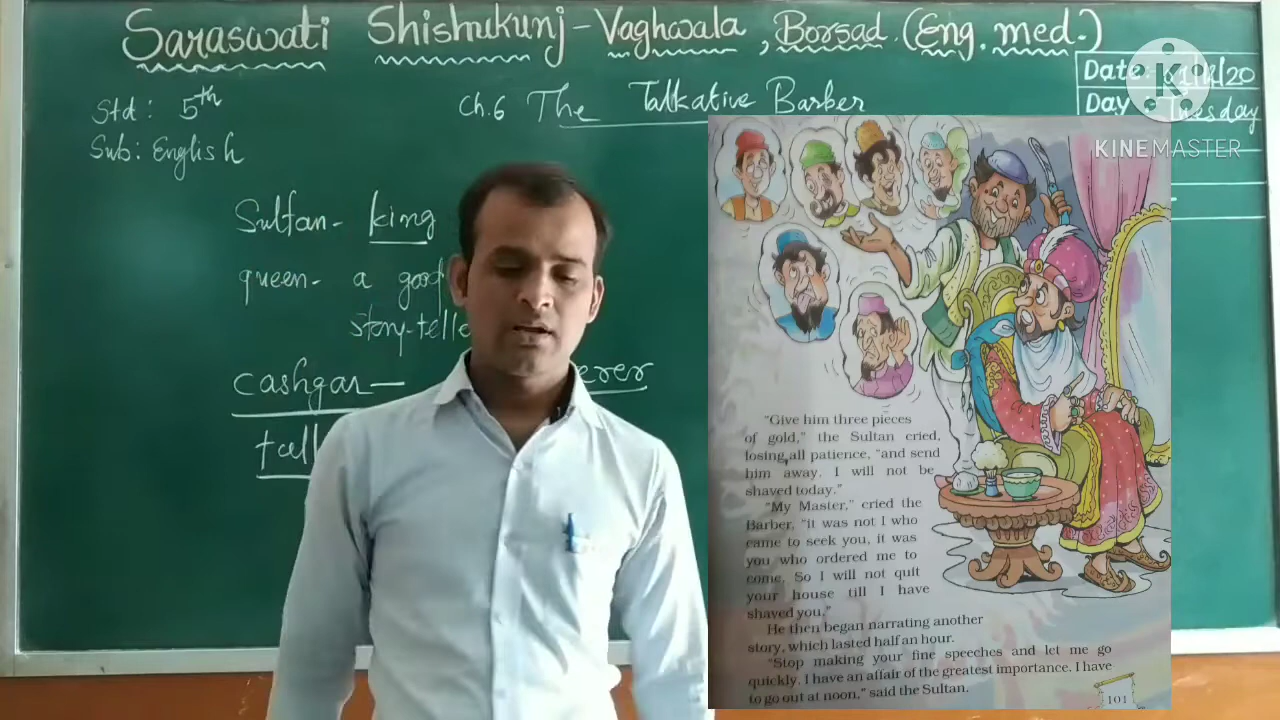 Saraswati Shishukunj-Vaghwala, Borsad.(Eng. med.)
Date:
Day: Tuesday
Std: 5th
Ch.6 The Talkative Barber
Sub: English
Sultan- king
queen- a good
story-telle
cashgar— erer
KINEMASTER
"Give him three pieces
of gold," the Sultan cried,
losing all patience, "and send
him away. I will not be
shaved today."
"My Master," cried the
Barber, "it was not I who
came to seek you, it was
you who ordered me to
come. So I will not quit
your house till I have
shaved you."
He then began narrating another
story, which lasted half an hour.
"Stop making your fine speeches and let me go
quickly. I have an affair of the greatest importance. I have
to go out at noon," said the Sultan.
101